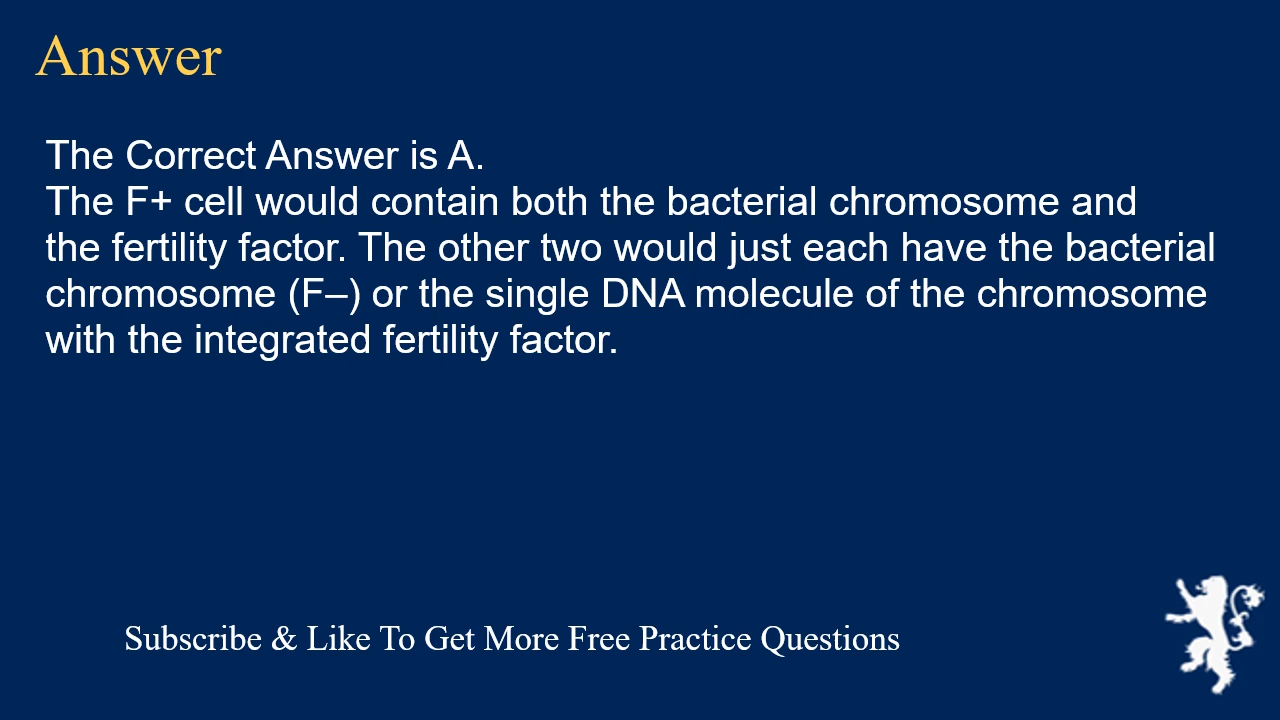 Answer
The Correct Answer is A.
The F+ cell would contain both the bacterial chromosome and
the fertility factor. The other two would just each have the bacterial
chromosome (F–) or the single DNA molecule of the chromosome
with the integrated fertility factor.
Subscribe & Like To Get More Free Practice Questions